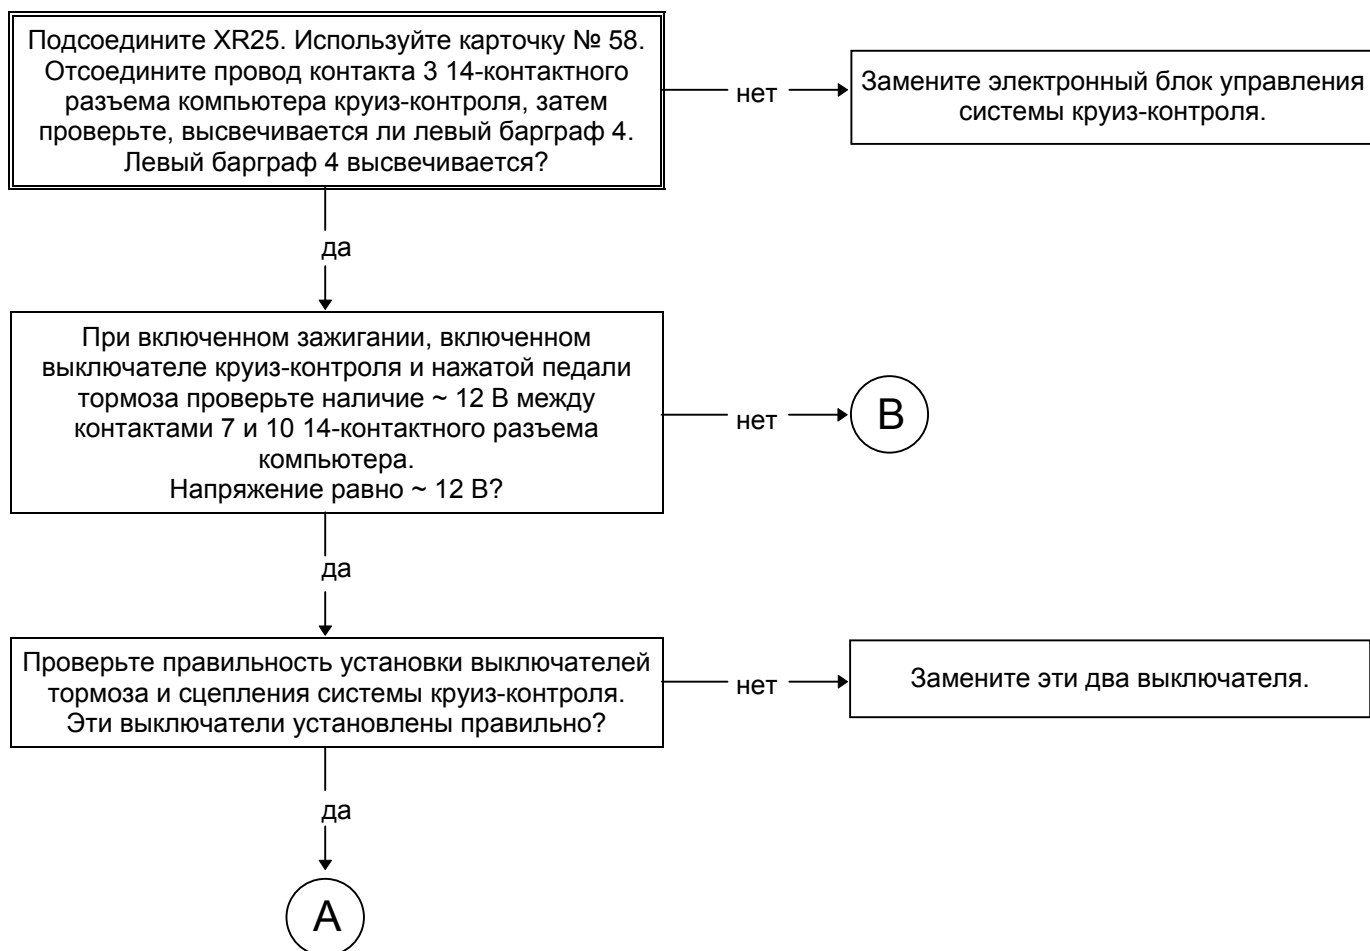 Подсоедините XR25. Используйте карточку № 58.
Отсоедините провод контакта 3 14-контактного
разъема компьютера круиз-контроля, затем
проверьте, высвечивается ли левый барграф 4.
Левый барграф 4 высвечивается?
нет
Замените электронный блок управления
системы круиз-контроля.
да
При включенном зажигании, включенном
выключателе круиз-контроля и нажатой педали
тормоза проверьте наличие ~ 12 В между
контактами 7 и 10 14-контактного разъема
компьютера.
Напряжение равно ~ 12 В?
нет
В
да
Проверьте правильность установки выключателей
тормоза и сцепления системы круиз-контроля.
Эти выключатели установлены правильно?
нет
Замените эти два выключателя.
да
А